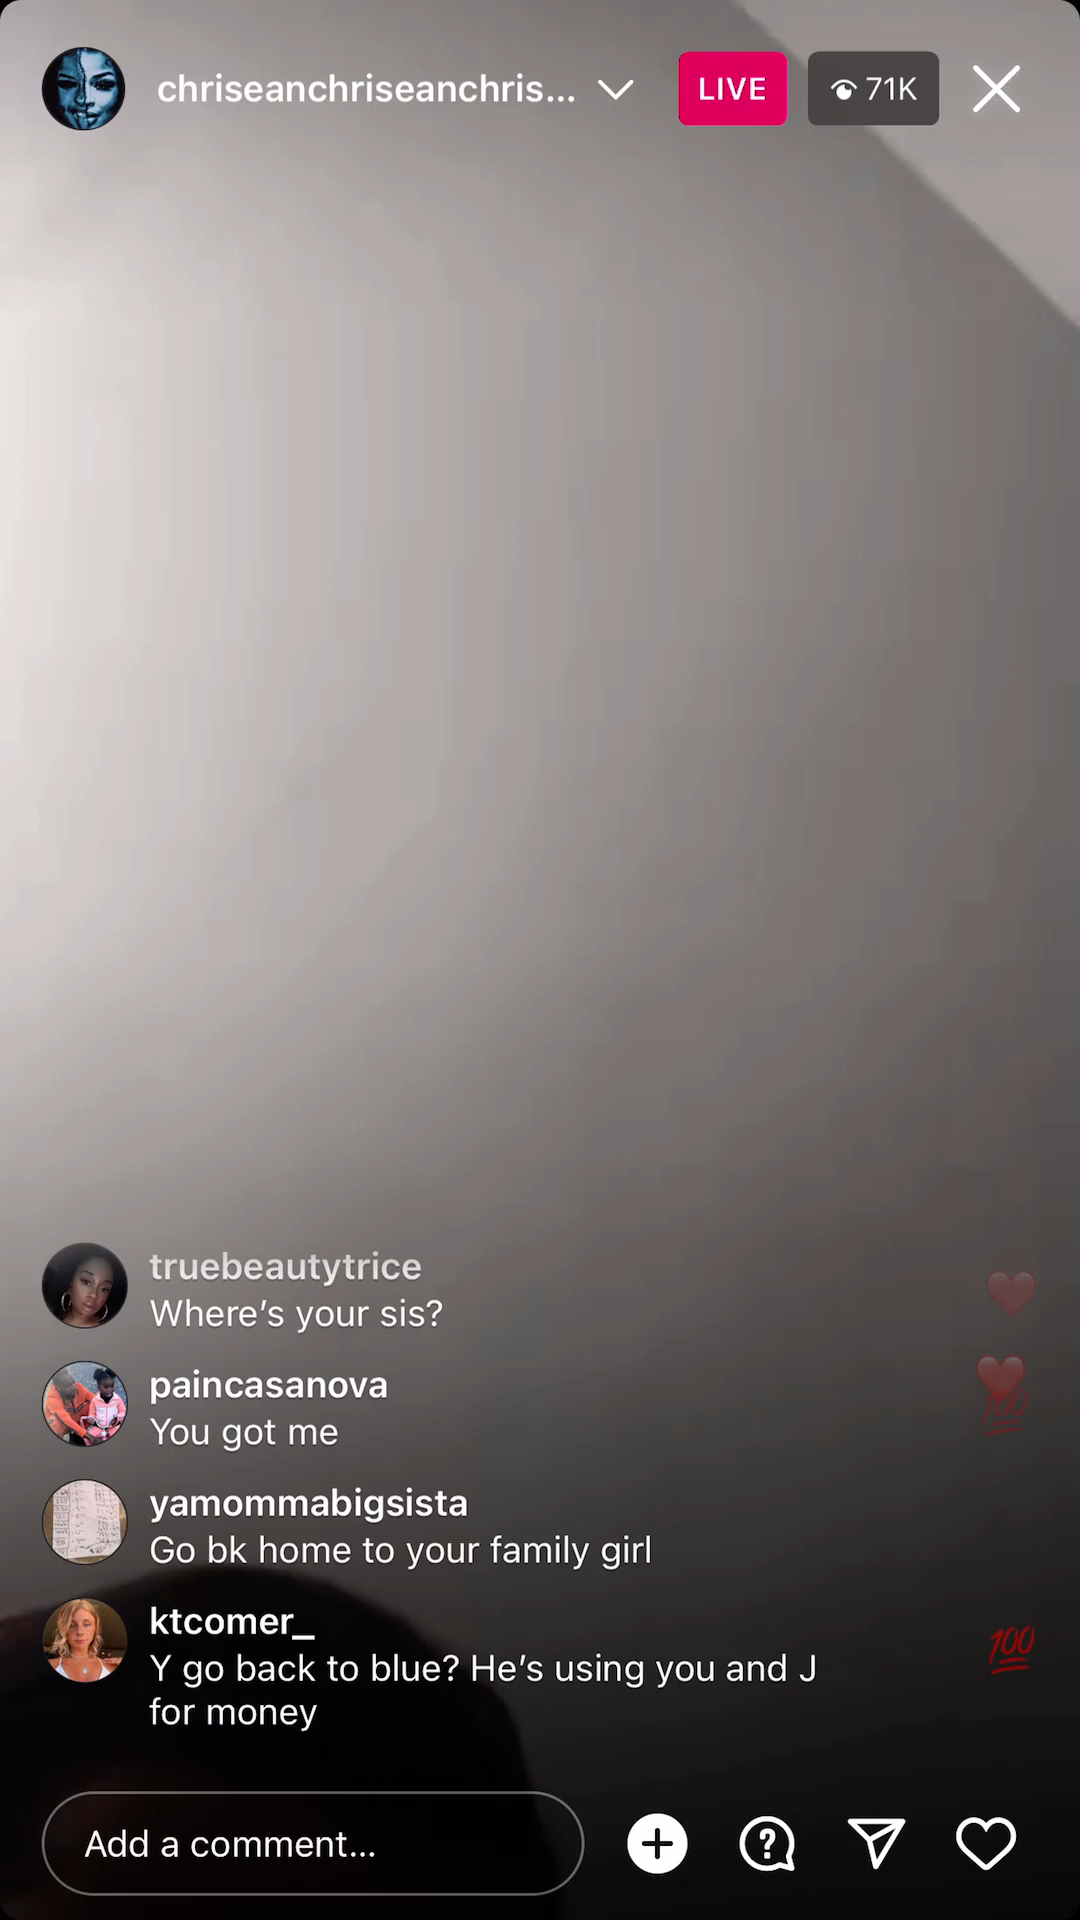 chriseanchriseanchris...
LIVE
71K
truebeautytrice
Where's your sis?
paincasanova
You got me
yamommabigsista
Go bk home to your family girl
ktcomer_
Y go back to blue? He's using you and J
for money
Add a comment...